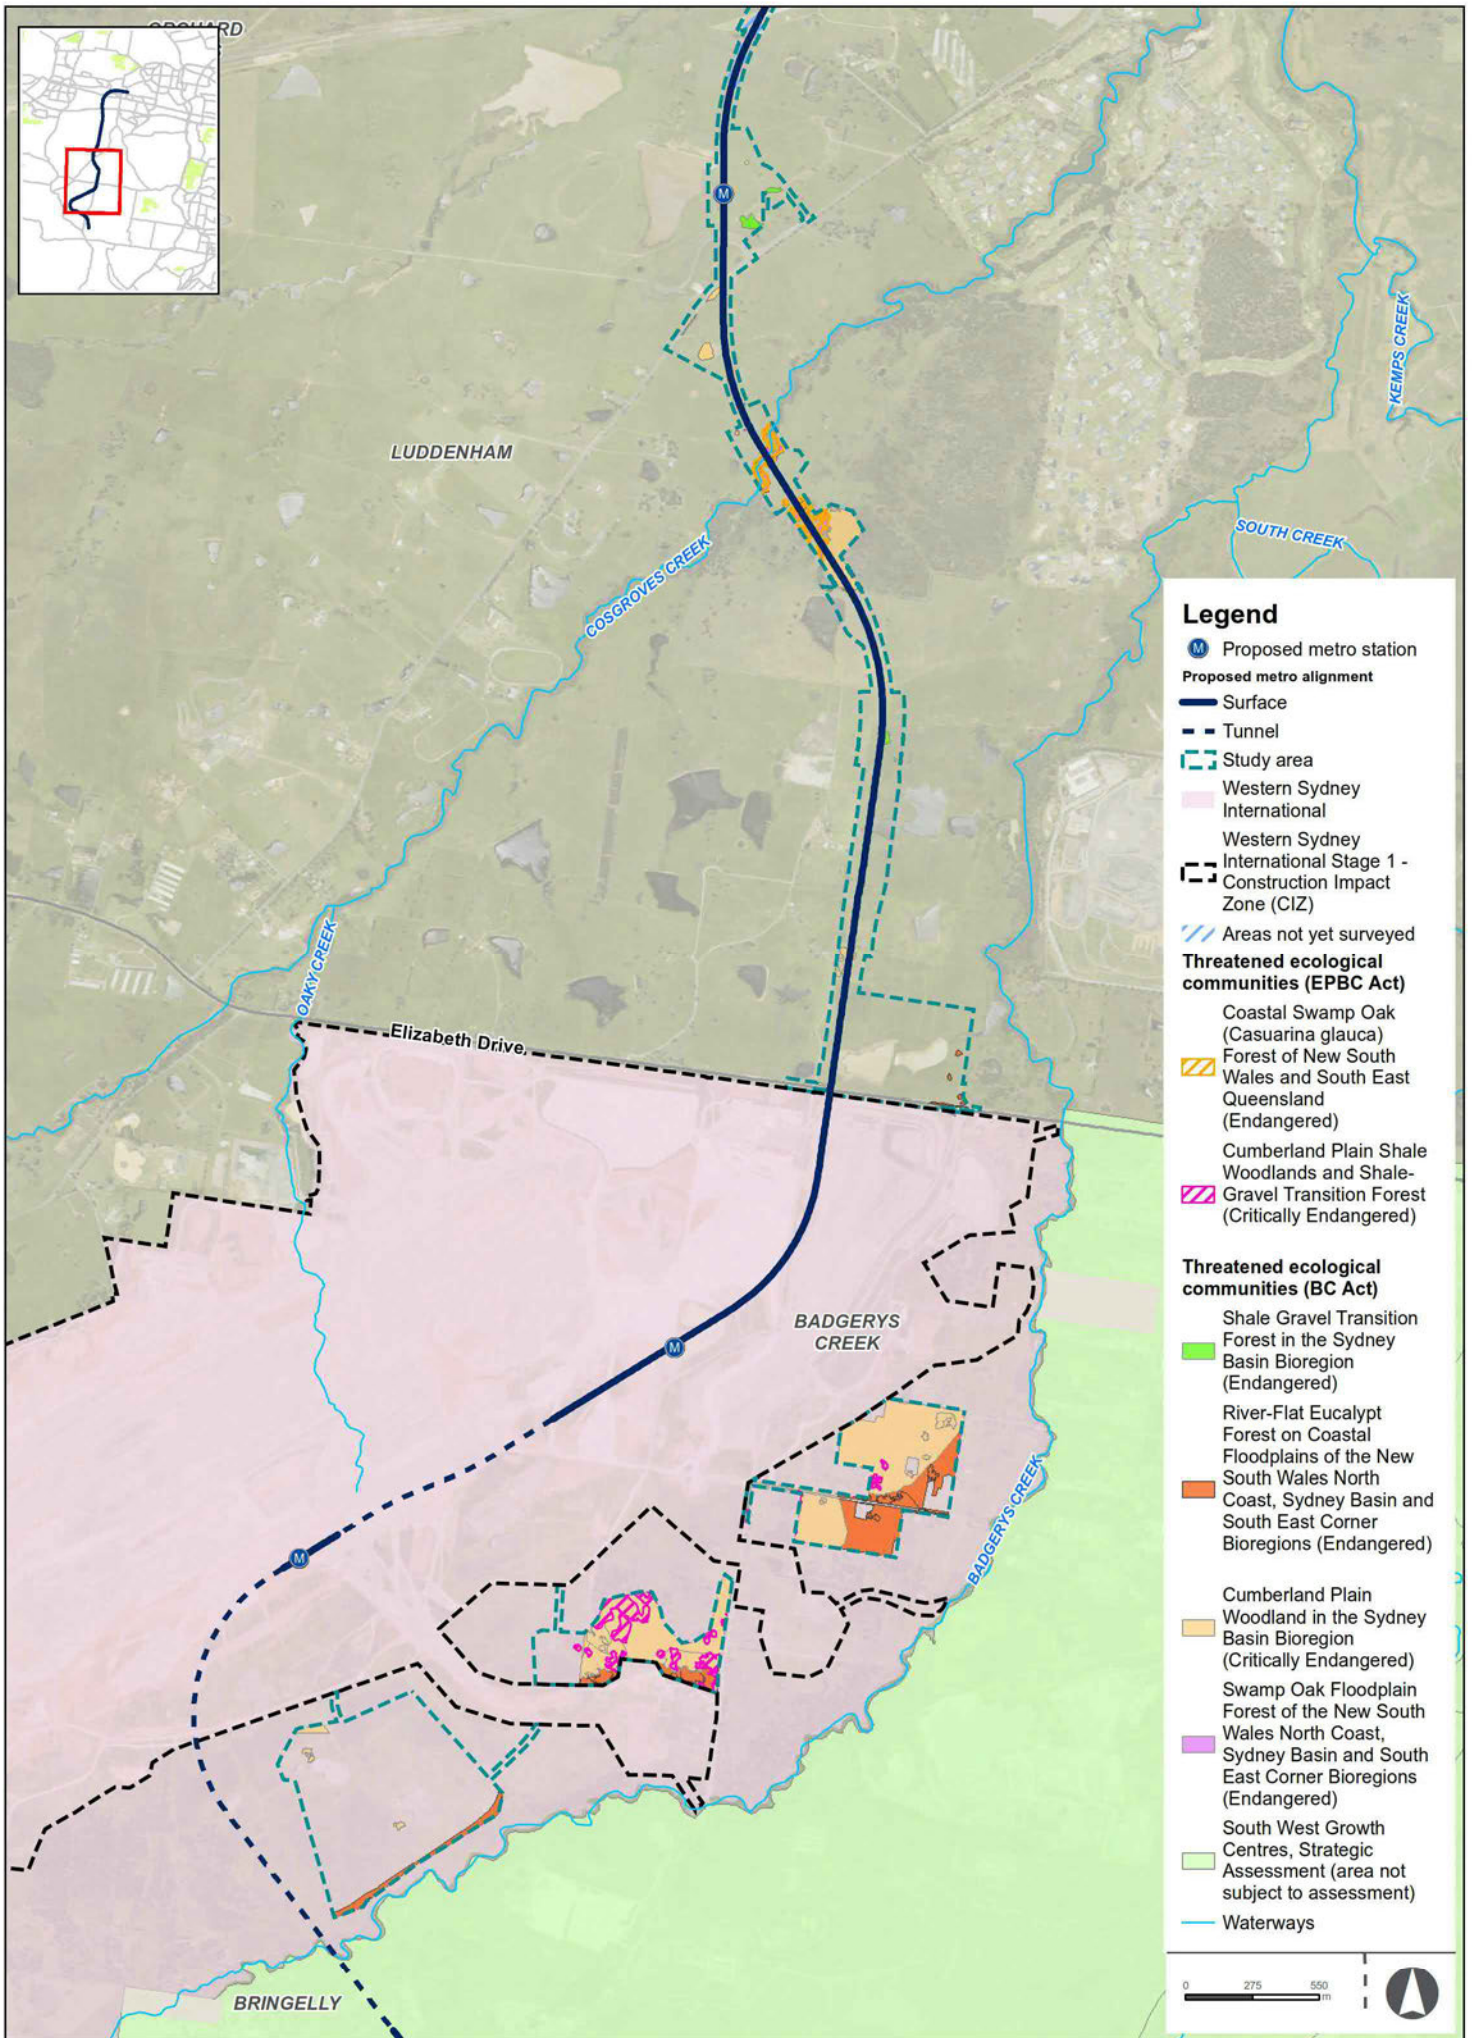 ORCHARD
M
KEMPS CREEK
LUDDENHAM
SOUTH CREEK
COSGROVES CREEK
OAKY CREEK
Elizabeth Drive
BADGERYS
CREEK
M
M
BADGERYS CREEK
BRINGELLY
Legend
M Proposed metro station
Proposed metro alignment
Surface
Tunnel
Study area
Western Sydney
International
Western Sydney
International Stage 1 -
Construction Impact
Zone (CIZ)
Areas not yet surveyed
Threatened ecological
communities (EPBC Act)
Coastal Swamp Oak
(Casuarina glauca)
Forest of New South
Wales and South East
Queensland
(Endangered)
Cumberland Plain Shale
Woodlands and Shale-
Gravel Transition Forest
(Critically Endangered)
Threatened ecological
communities (BC Act)
Shale Gravel Transition
Forest in the Sydney
Basin Bioregion
(Endangered)
River-Flat Eucalypt
Forest on Coastal
Floodplains of the New
South Wales North
Coast, Sydney Basin and
South East Corner
Bioregions (Endangered)
Cumberland Plain
Woodland in the Sydney
Basin Bioregion
(Critically Endangered)
Swamp Oak Floodplain
Forest of the New South
Wales North Coast,
Sydney Basin and South
East Corner Bioregions
(Endangered)
South West Growth
Centres, Strategic
Assessment (area not
subject to assessment)
Waterways
0 275 550
m